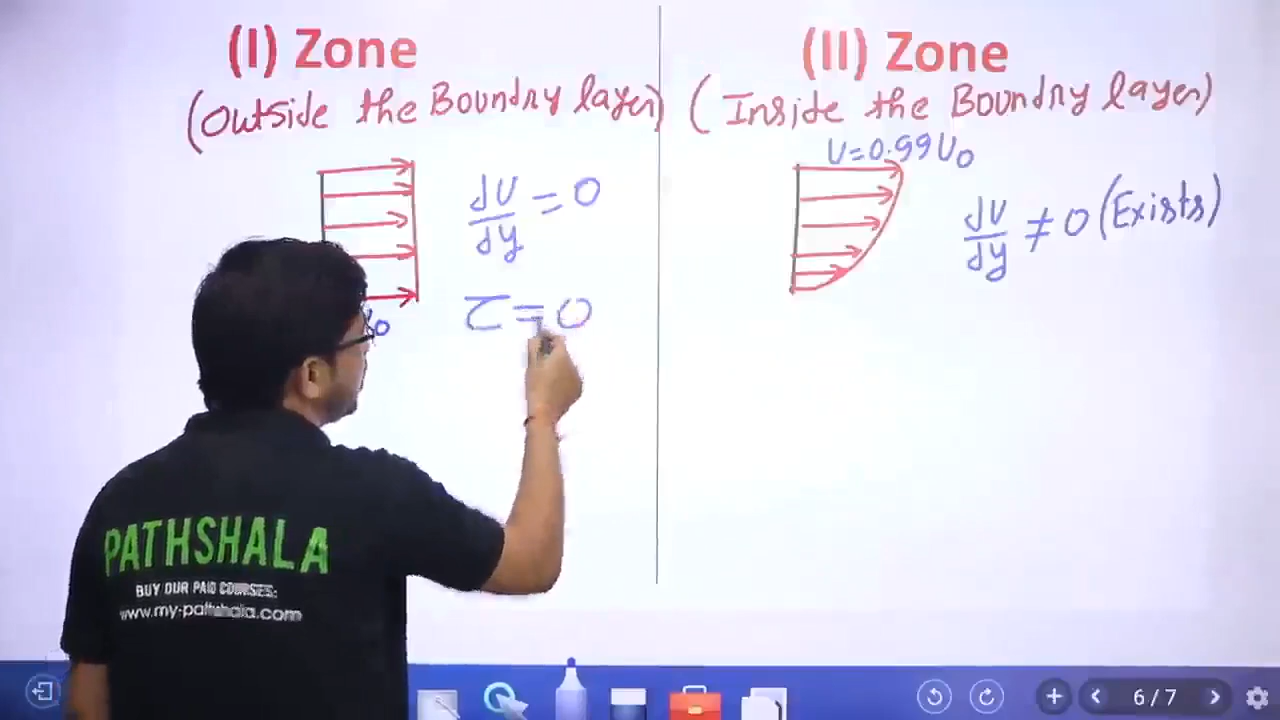 (I) Zone
(Outside the Boundry layer)
dU/dy = 0
τ = 0
(II) Zone
(Inside the Boundry layer)
U=0.99U0
dU/dy ≠ 0 (Exists)
PATHSHALA
BUY OUR PAID COURSES:
www.my-pathshala.com
6 / 7